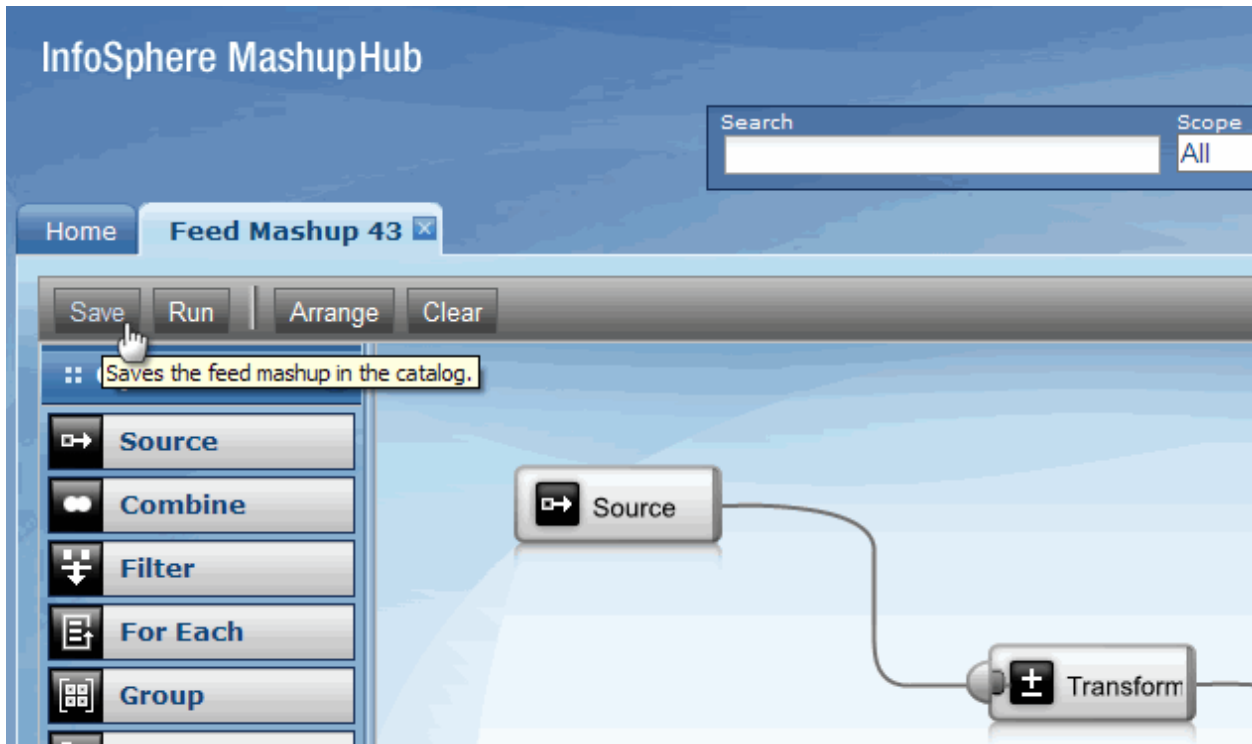 InfoSphere MashupHub
Search
Scope
All
Home
Feed Mashup 43
Save
Run
Arrange
Clear
Saves the feed mashup in the catalog.
Source
Combine
Filter
For Each
Group
Source
Transform